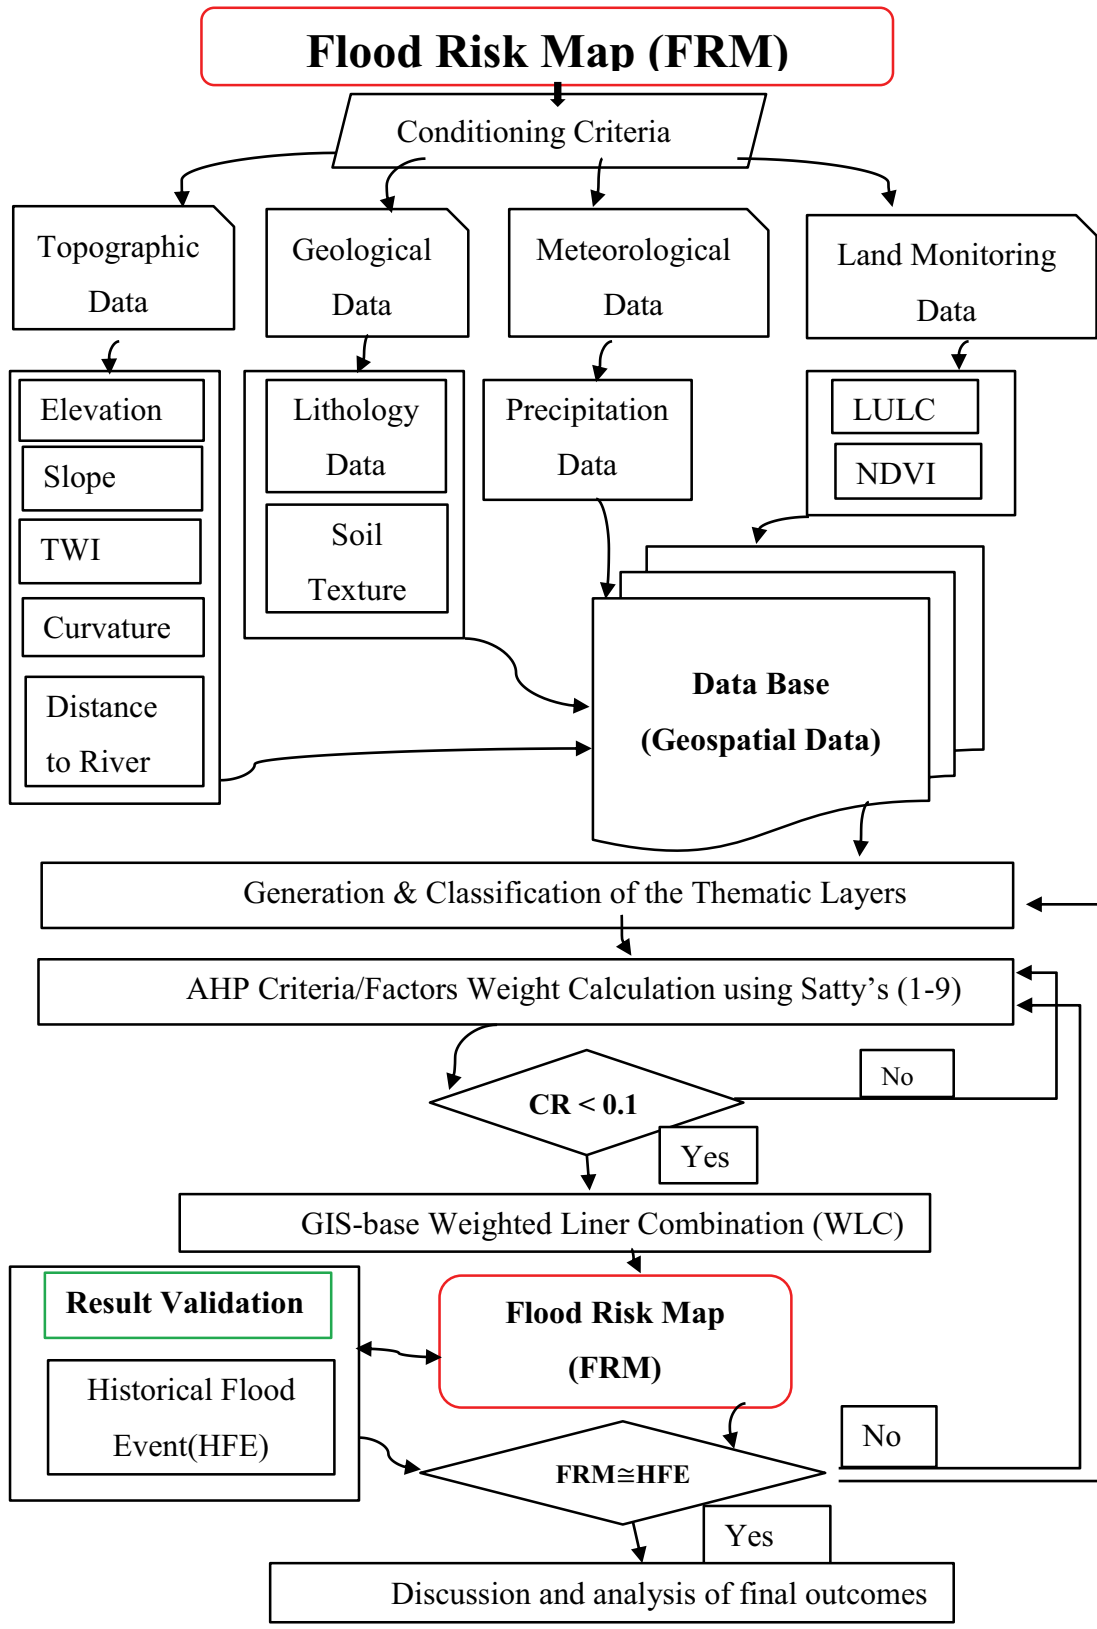 Flood Risk Map (FRM)
Conditioning Criteria
Topographic
Data
Geological
Data
Meteorological
Data
Land Monitoring
Data
Elevation
Slope
TWI
Curvature
Distance
to River
Lithology
Data
Soil
Texture
Precipitation
Data
LULC
NDVI
Data Base
(Geospatial Data)
Generation & Classification of the Thematic Layers
AHP Criteria/Factors Weight Calculation using Satty’s (1-9)
CR < 0.1
No
Yes
GIS-base Weighted Liner Combination (WLC)
Result Validation
Historical Flood
Event(HFE)
Flood Risk Map
(FRM)
FRM≅HFE
No
Yes
Discussion and analysis of final outcomes